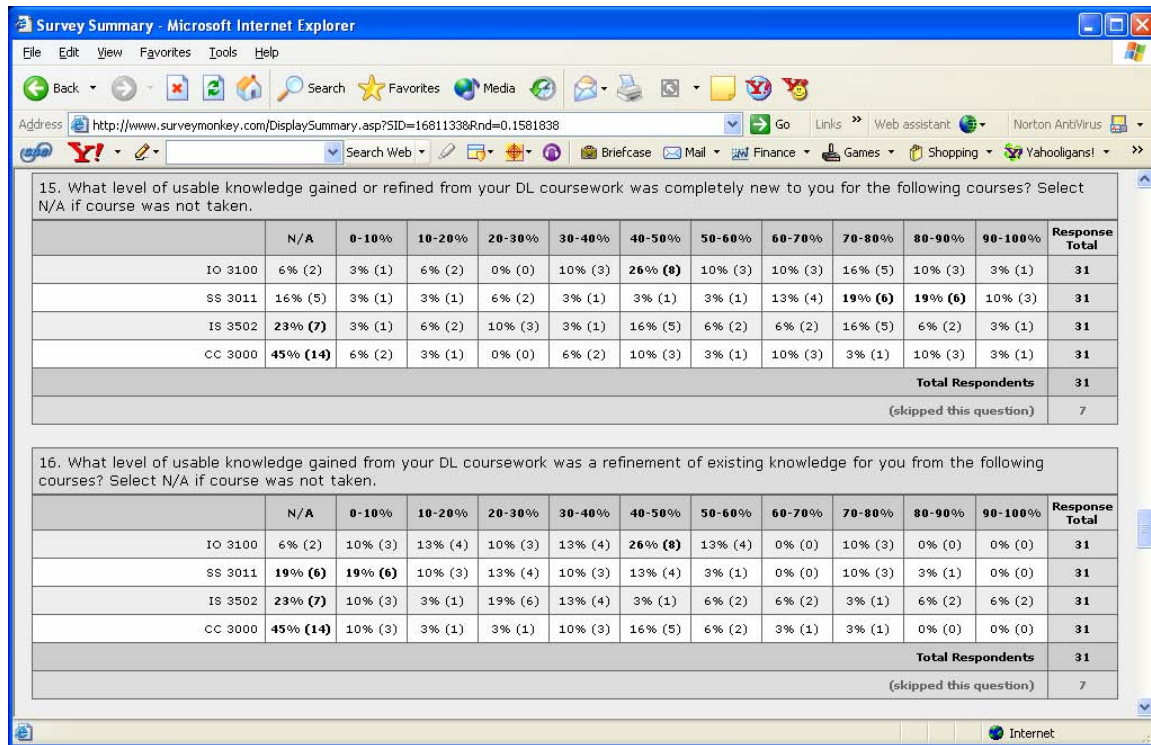 Survey Summary - Microsoft Internet Explorer
File Edit View Favorites Tools Help
Back Search Favorites Media
Address http://www.surveymonkey.com/DisplaySummary.asp?SID=1681133&Rnd=0.1581838 Go Links » Web assistant Norton AntiVirus
Y! Search Web Briefcase Mail Finance Games Shopping Yahooligans! »
15. What level of usable knowledge gained or refined from your DL coursework was completely new to you for the following courses? Select
N/A if course was not taken.
N/A 0-10% 10-20% 20-30% 30-40% 40-50% 50-60% 60-70% 70-80% 80-90% 90-100% Response
Total
IO 3100 6% (2) 3% (1) 6% (2) 0% (0) 10% (3) 26% (8) 10% (3) 10% (3) 16% (5) 10% (3) 3% (1) 31
SS 3011 16% (5) 3% (1) 3% (1) 6% (2) 3% (1) 3% (1) 3% (1) 13% (4) 19% (6) 19% (6) 10% (3) 31
IS 3502 23% (7) 3% (1) 6% (2) 10% (3) 3% (1) 16% (5) 6% (2) 6% (2) 16% (5) 6% (2) 3% (1) 31
CC 3000 45% (14) 6% (2) 3% (1) 0% (0) 6% (2) 10% (3) 3% (1) 10% (3) 3% (1) 10% (3) 3% (1) 31
Total Respondents 31
(skipped this question) 7
16. What level of usable knowledge gained from your DL coursework was a refinement of existing knowledge for you from the following
courses? Select N/A if course was not taken.
N/A 0-10% 10-20% 20-30% 30-40% 40-50% 50-60% 60-70% 70-80% 80-90% 90-100% Response
Total
IO 3100 6% (2) 10% (3) 13% (4) 10% (3) 13% (4) 26% (8) 13% (4) 0% (0) 10% (3) 0% (0) 0% (0) 31
SS 3011 19% (6) 19% (6) 10% (3) 13% (4) 10% (3) 13% (4) 3% (1) 0% (0) 10% (3) 3% (1) 0% (0) 31
IS 3502 23% (7) 10% (3) 3% (1) 19% (6) 13% (4) 3% (1) 6% (2) 6% (2) 3% (1) 6% (2) 6% (2) 31
CC 3000 45% (14) 10% (3) 3% (1) 3% (1) 10% (3) 16% (5) 6% (2) 3% (1) 3% (1) 0% (0) 0% (0) 31
Total Respondents 31
(skipped this question) 7
Internet